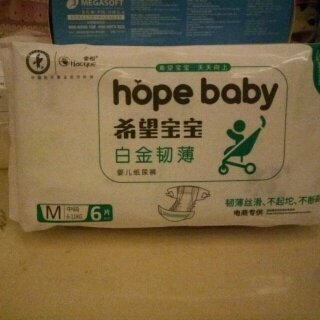 MEGASOFT
希望宝宝 天天向上
hope baby
希望宝宝
白金韧薄
婴儿纸尿裤
M 中码 6片
韧薄丝滑、不起坨、不断
电商专供